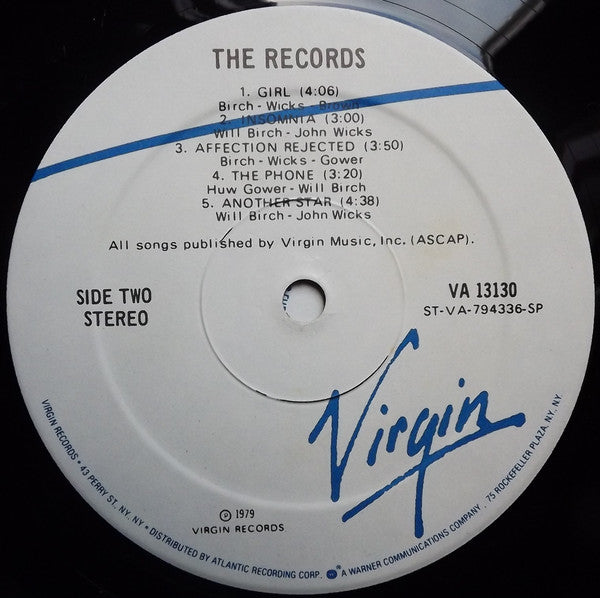 THE RECORDS
1. GIRL (4:06)
Birch - Wicks - Brown
2. INSOMNIA (3:00)
Will Birch - John Wicks
3. AFFECTION REJECTED (3:50)
Birch - Wicks - Gower
4. THE PHONE (3:20)
Huw Gower - Will Birch
5. ANOTHER STAR (4:38)
Will Birch - John Wicks
All songs published by Virgin Music, Inc. (ASCAP).
SIDE TWO
STEREO
VA 13130
ST-VA-794336-SP
Virgin
℗ 1979
VIRGIN RECORDS
VIRGIN RECORDS • 43 PERRY ST. NY. NY • DISTRIBUTED BY ATLANTIC RECORDING CORP. A WARNER COMMUNICATIONS COMPANY. 75 ROCKEFELLER PLAZA, NY. NY.